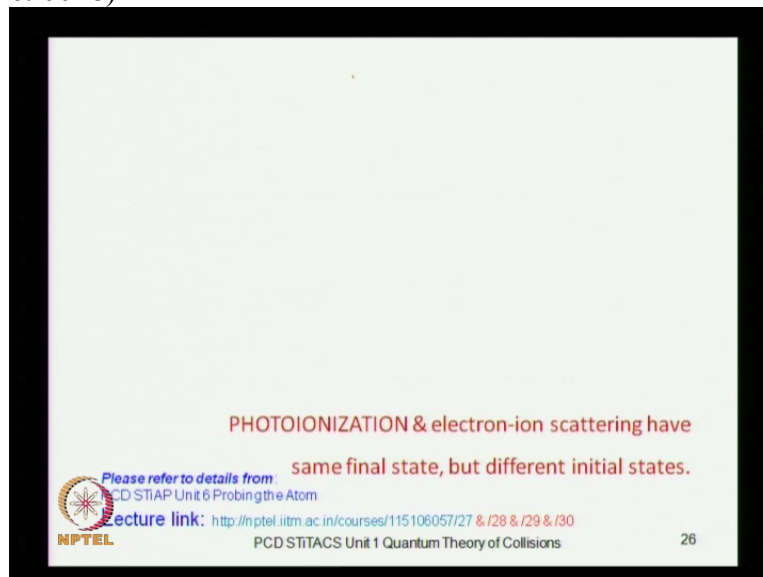 PHOTOIONIZATION & electron-ion scattering have
same final state, but different initial states.
Please refer to details from:
PCD STiAP Unit 6 Probing the Atom
Lecture link: http://nptel.iitm.ac.in/courses/115106057/27 & /28 & /29 & /30
NPTEL
PCD STiTACS Unit 1 Quantum Theory of Collisions
26